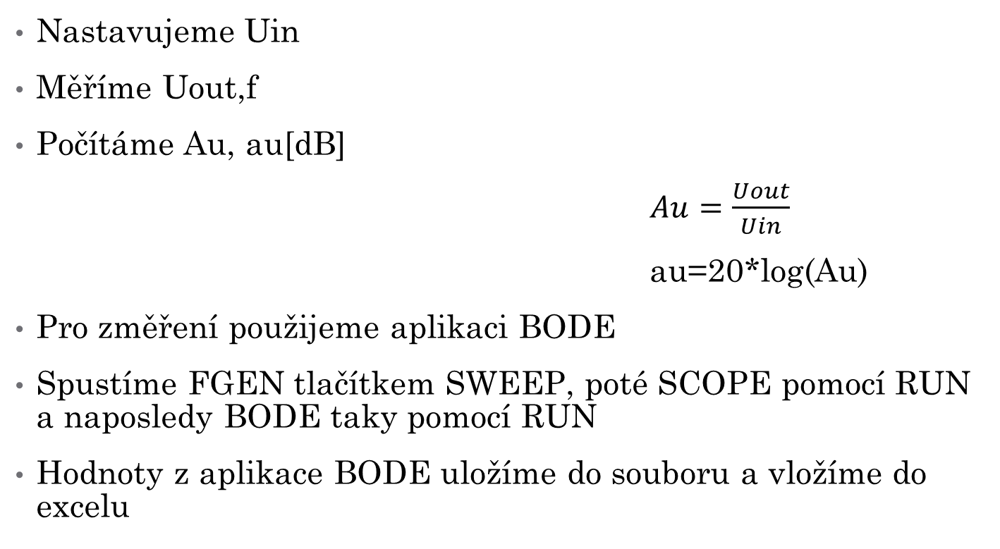 • Nastavujeme Uin
• Měříme Uout,f
• Počítáme Au, au[dB]
Au = Uout/Uin
au=20*log(Au)
• Pro změření použijeme aplikaci BODE
• Spustíme FGEN tlačítkem SWEEP, poté SCOPE pomocí RUN
a naposledy BODE taky pomocí RUN
• Hodnoty z aplikace BODE uložíme do souboru a vložíme do
excelu